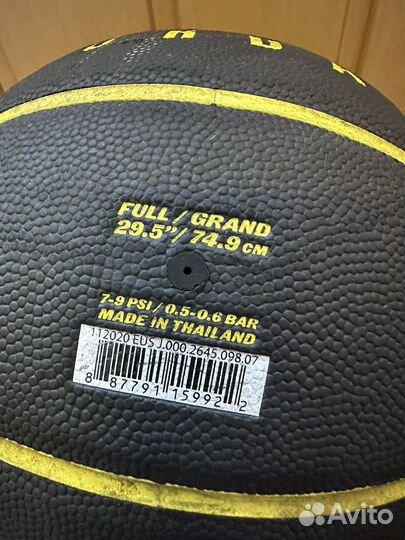 FULL / GRAND
29.5"/ 74.9 CM
7-9 PSI / 0.5-0.6 BAR
MADE IN THAILAND
112020 EUS J.000.2645.098.07
8 87791 15992 2
Avito